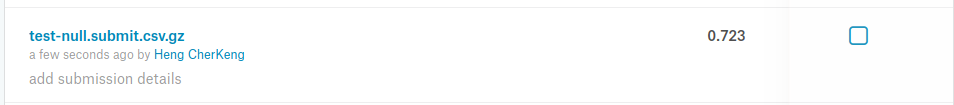 test-null.submit.csv.gz 0.723
a few seconds ago by Heng CherKeng
add submission details